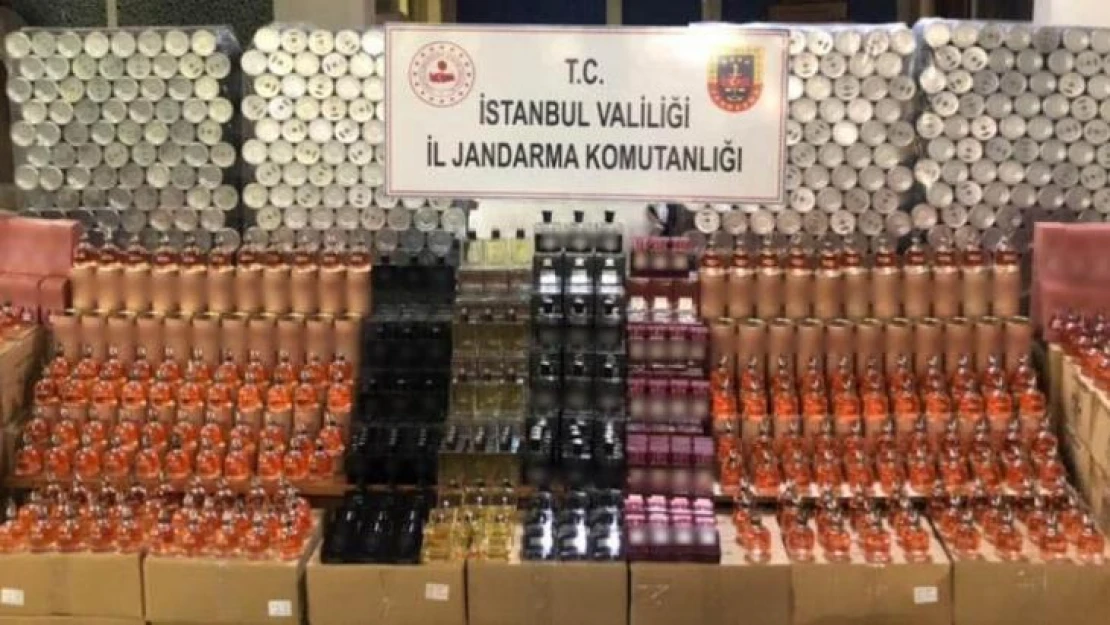 T.C.
İSTANBUL VALİLİĞİ
İL JANDARMA KOMUTANLIĞI